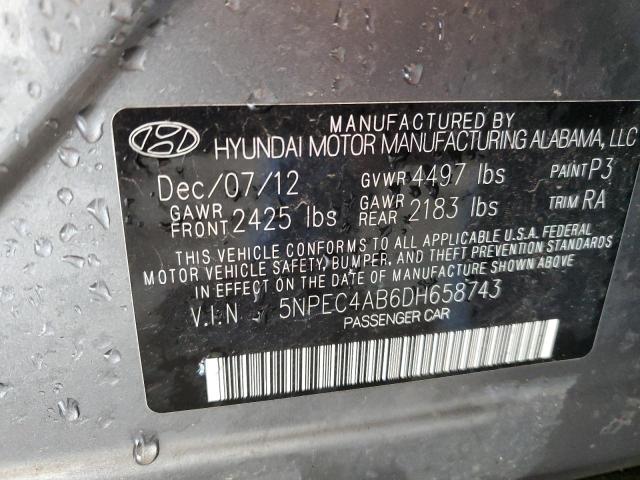 MANUFACTURED BY
HYUNDAI MOTOR MANUFACTURING ALABAMA, LLC
Dec/07/12 GVWR 4497 lbs PAINT P3
GAWR FRONT 2425 lbs GAWR REAR 2183 lbs TRIM RA
THIS VEHICLE CONFORMS TO ALL APPLICABLE U.S.A. FEDERAL
MOTOR VEHICLE SAFETY, BUMPER, AND THEFT PREVENTION STANDARDS
IN EFFECT ON THE DATE OF MANUFACTURE SHOWN ABOVE.
V.I.N 5NPEC4AB6DH658743
PASSENGER CAR